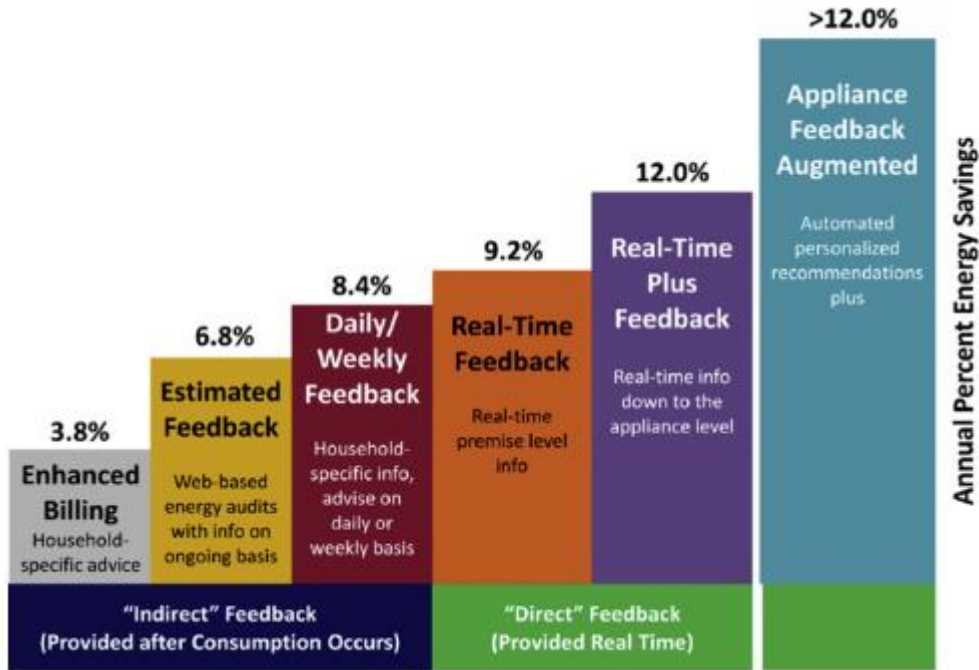 >12.0%
Appliance
Feedback
Augmented
Automated
personalized
recommendations
plus
12.0%
Real-Time
Plus
Feedback
Real-time info
down to the
appliance level
9.2%
Real-Time
Feedback
Real-time
premise level
info
8.4%
Daily/
Weekly
Feedback
Household-
specific info,
advise on
daily or
weekly basis
6.8%
Estimated
Feedback
Web-based
energy audits
with info on
ongoing basis
3.8%
Enhanced
Billing
Household-
specific advice
Annual Percent Energy Savings
“Indirect” Feedback
(Provided after Consumption Occurs)
“Direct” Feedback
(Provided Real Time)